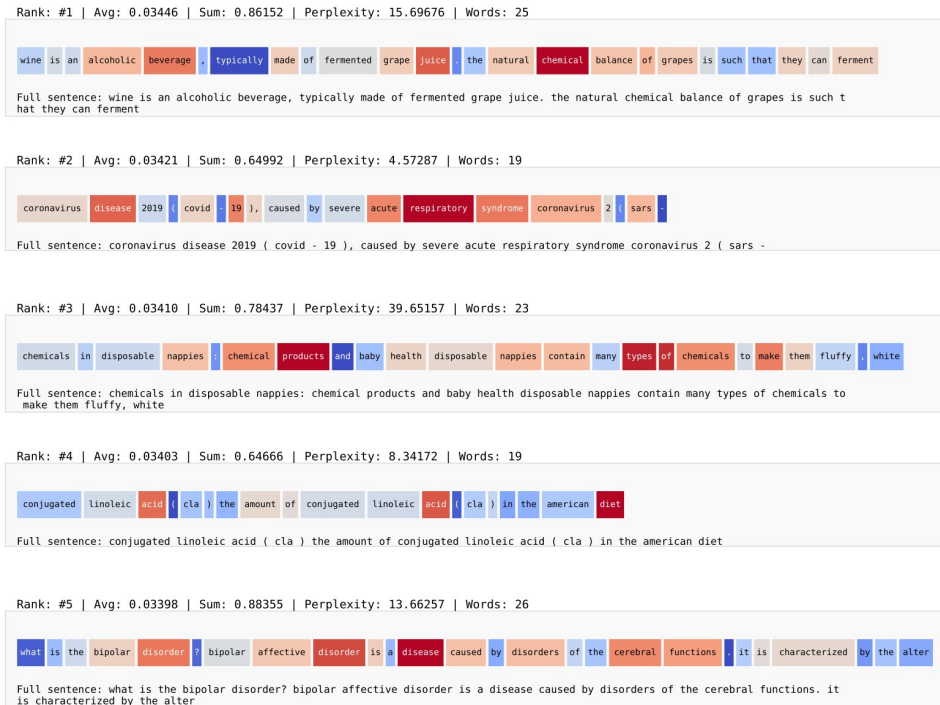 Rank: #1 | Avg: 0.03446 | Sum: 0.86152 | Perplexity: 15.69676 | Words: 25
wine is an alcoholic beverage , typically made of fermented grape juice . the natural chemical balance of grapes is such that they can ferment
Full sentence: wine is an alcoholic beverage, typically made of fermented grape juice. the natural chemical balance of grapes is such t
hat they can ferment
Rank: #2 | Avg: 0.03421 | Sum: 0.64992 | Perplexity: 4.57287 | Words: 19
coronavirus disease 2019 ( covid - 19 ), caused by severe acute respiratory syndrome coronavirus 2 ( sars -
Full sentence: coronavirus disease 2019 ( covid - 19 ), caused by severe acute respiratory syndrome coronavirus 2 ( sars -
Rank: #3 | Avg: 0.03410 | Sum: 0.78437 | Perplexity: 39.65157 | Words: 23
chemicals in disposable nappies : chemical products and baby health disposable nappies contain many types of chemicals to make them fluffy , white
Full sentence: chemicals in disposable nappies: chemical products and baby health disposable nappies contain many types of chemicals to
make them fluffy, white
Rank: #4 | Avg: 0.03403 | Sum: 0.64666 | Perplexity: 8.34172 | Words: 19
conjugated linoleic acid ( cla ) the amount of conjugated linoleic acid ( cla ) in the american diet
Full sentence: conjugated linoleic acid ( cla ) the amount of conjugated linoleic acid ( cla ) in the american diet
Rank: #5 | Avg: 0.03398 | Sum: 0.88355 | Perplexity: 13.66257 | Words: 26
what is the bipolar disorder ? bipolar affective disorder is a disease caused by disorders of the cerebral functions . it is characterized by the alter
Full sentence: what is the bipolar disorder? bipolar affective disorder is a disease caused by disorders of the cerebral functions. it
is characterized by the alter